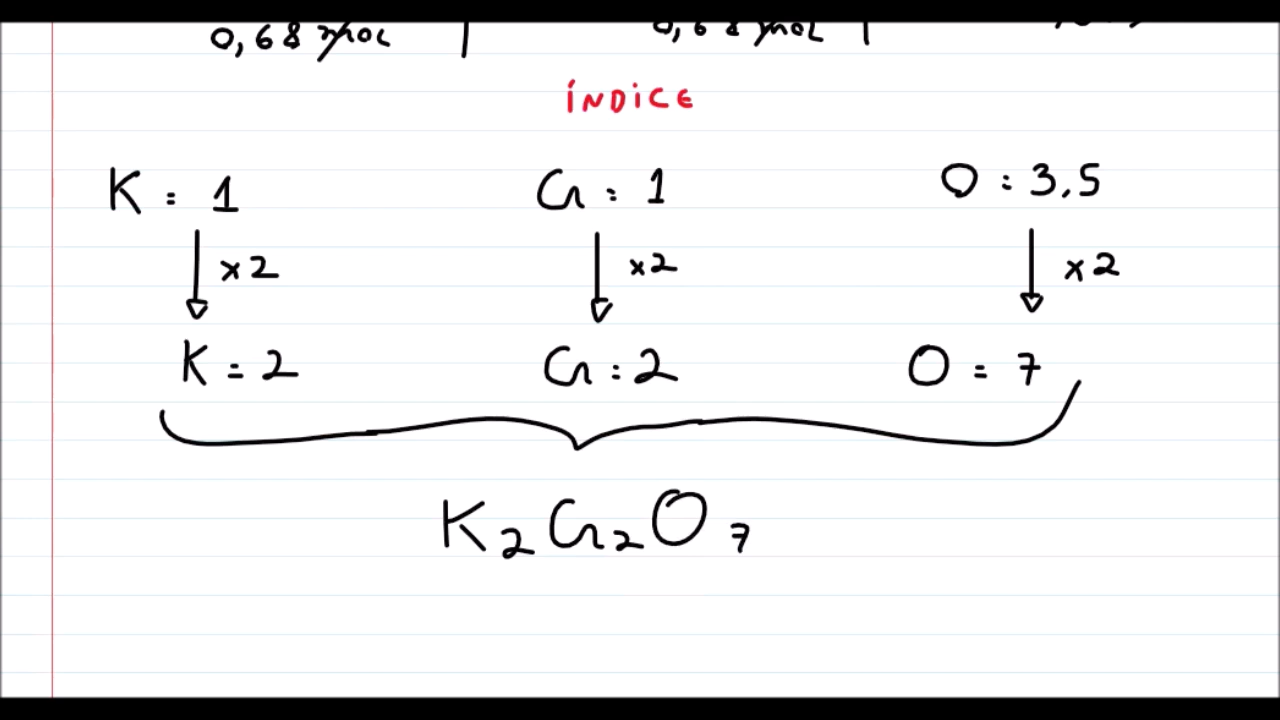 0,68 mol 0,68 mol
ÍNDICE
K = 1 Cr : 1 O : 3,5
x2 x2 x2
K = 2 Cr : 2 O = 7
K₂Cr₂O₇